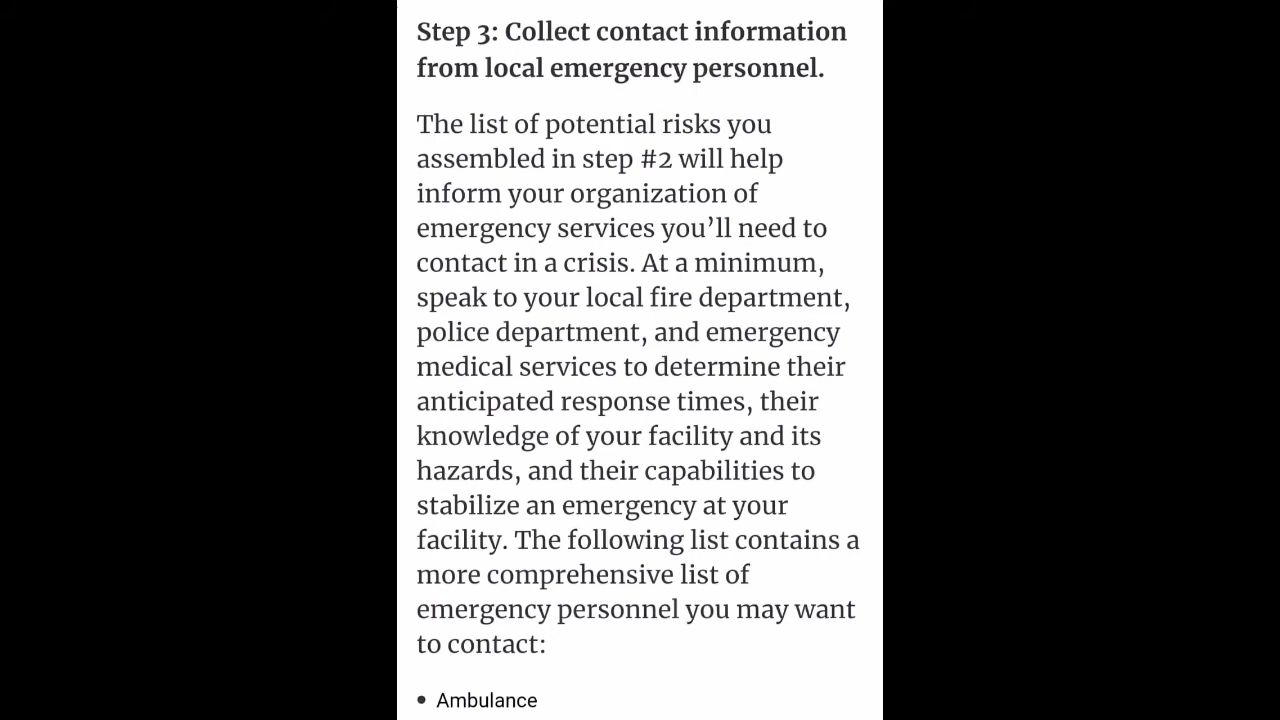 Step 3: Collect contact information
from local emergency personnel.
The list of potential risks you
assembled in step #2 will help
inform your organization of
emergency services you’ll need to
contact in a crisis. At a minimum,
speak to your local fire department,
police department, and emergency
medical services to determine their
anticipated response times, their
knowledge of your facility and its
hazards, and their capabilities to
stabilize an emergency at your
facility. The following list contains a
more comprehensive list of
emergency personnel you may want
to contact:
• Ambulance